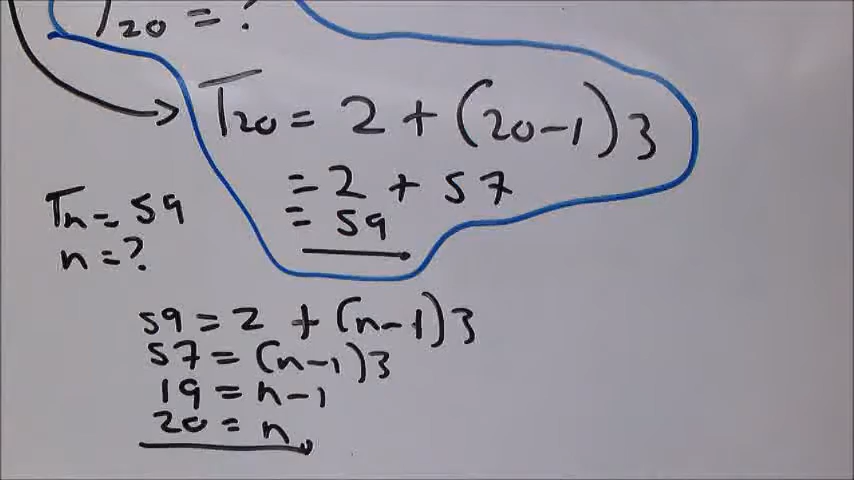 T20 = ?
T20 = 2 + (20-1)3
= 2 + 57
= 59
Tn = 59
n = ?
59 = 2 + (n-1)3
57 = (n-1)3
19 = n-1
20 = n